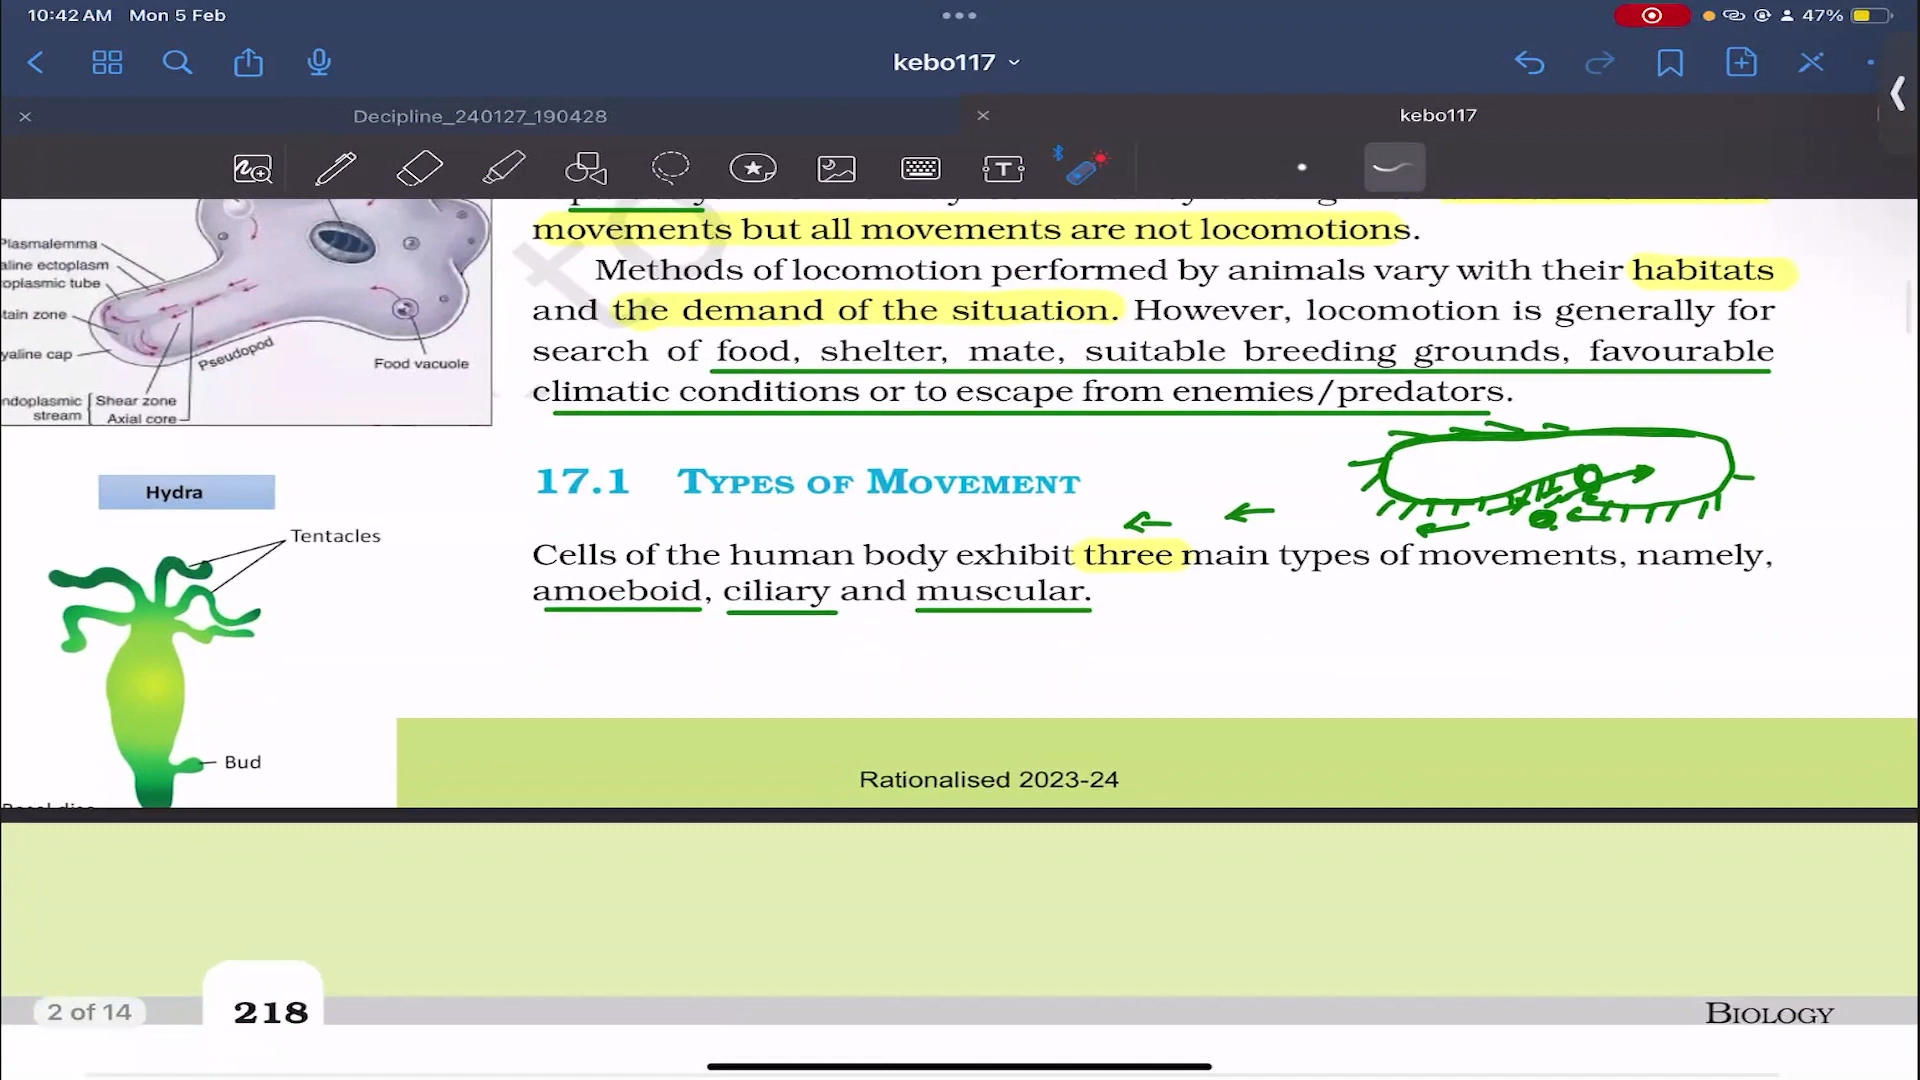 10:42 AM Mon 5 Feb
47%
kebo117
Decipline_240127_190428
kebo117
movements but all movements are not locomotions.
Methods of locomotion performed by animals vary with their habitats
and the demand of the situation. However, locomotion is generally for
search of food, shelter, mate, suitable breeding grounds, favourable
climatic conditions or to escape from enemies/predators.
17.1 TYPES OF MOVEMENT
Cells of the human body exhibit three main types of movements, namely,
amoeboid, ciliary and muscular.
Plasmalemma
aline ectoplasm
oplasmic tube
tain zone
yaline cap
Pseudopod
Food vacuole
ndoplasmic
stream
Shear zone
Axial core
Hydra
Tentacles
Bud
Rationalised 2023-24
2 of 14
218
BIOLOGY